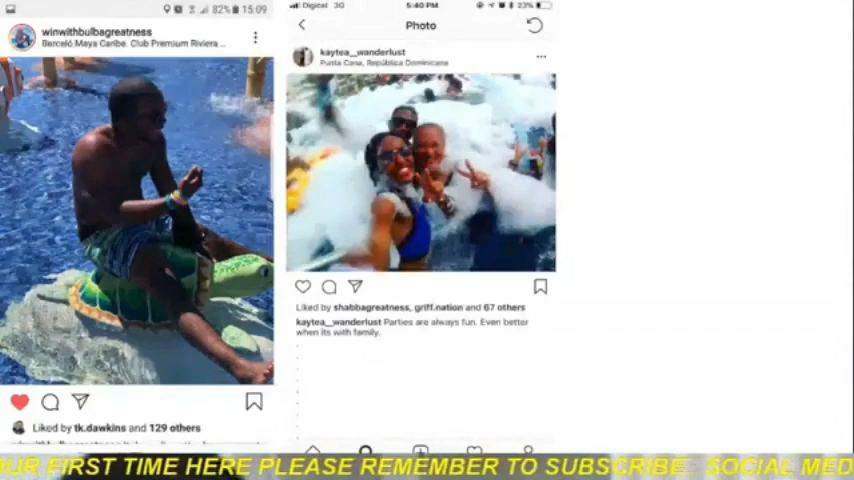 82% 15:09
winwithbulbagreatness
Barceló Maya Caribe. Club Premium Riviera ...
Liked by tk.dawkins and 129 others
Digicel 3G 5:40 PM 23%
Photo
kaytea__wanderlust
Punta Cana, República Dominicana
Liked by shabbagreatness, griff.nation and 67 others
kaytea__wanderlust Parties are always fun. Even better
when its with family.
OUR FIRST TIME HERE PLEASE REMEMBER TO SUBSCRIBE SOCIAL MED